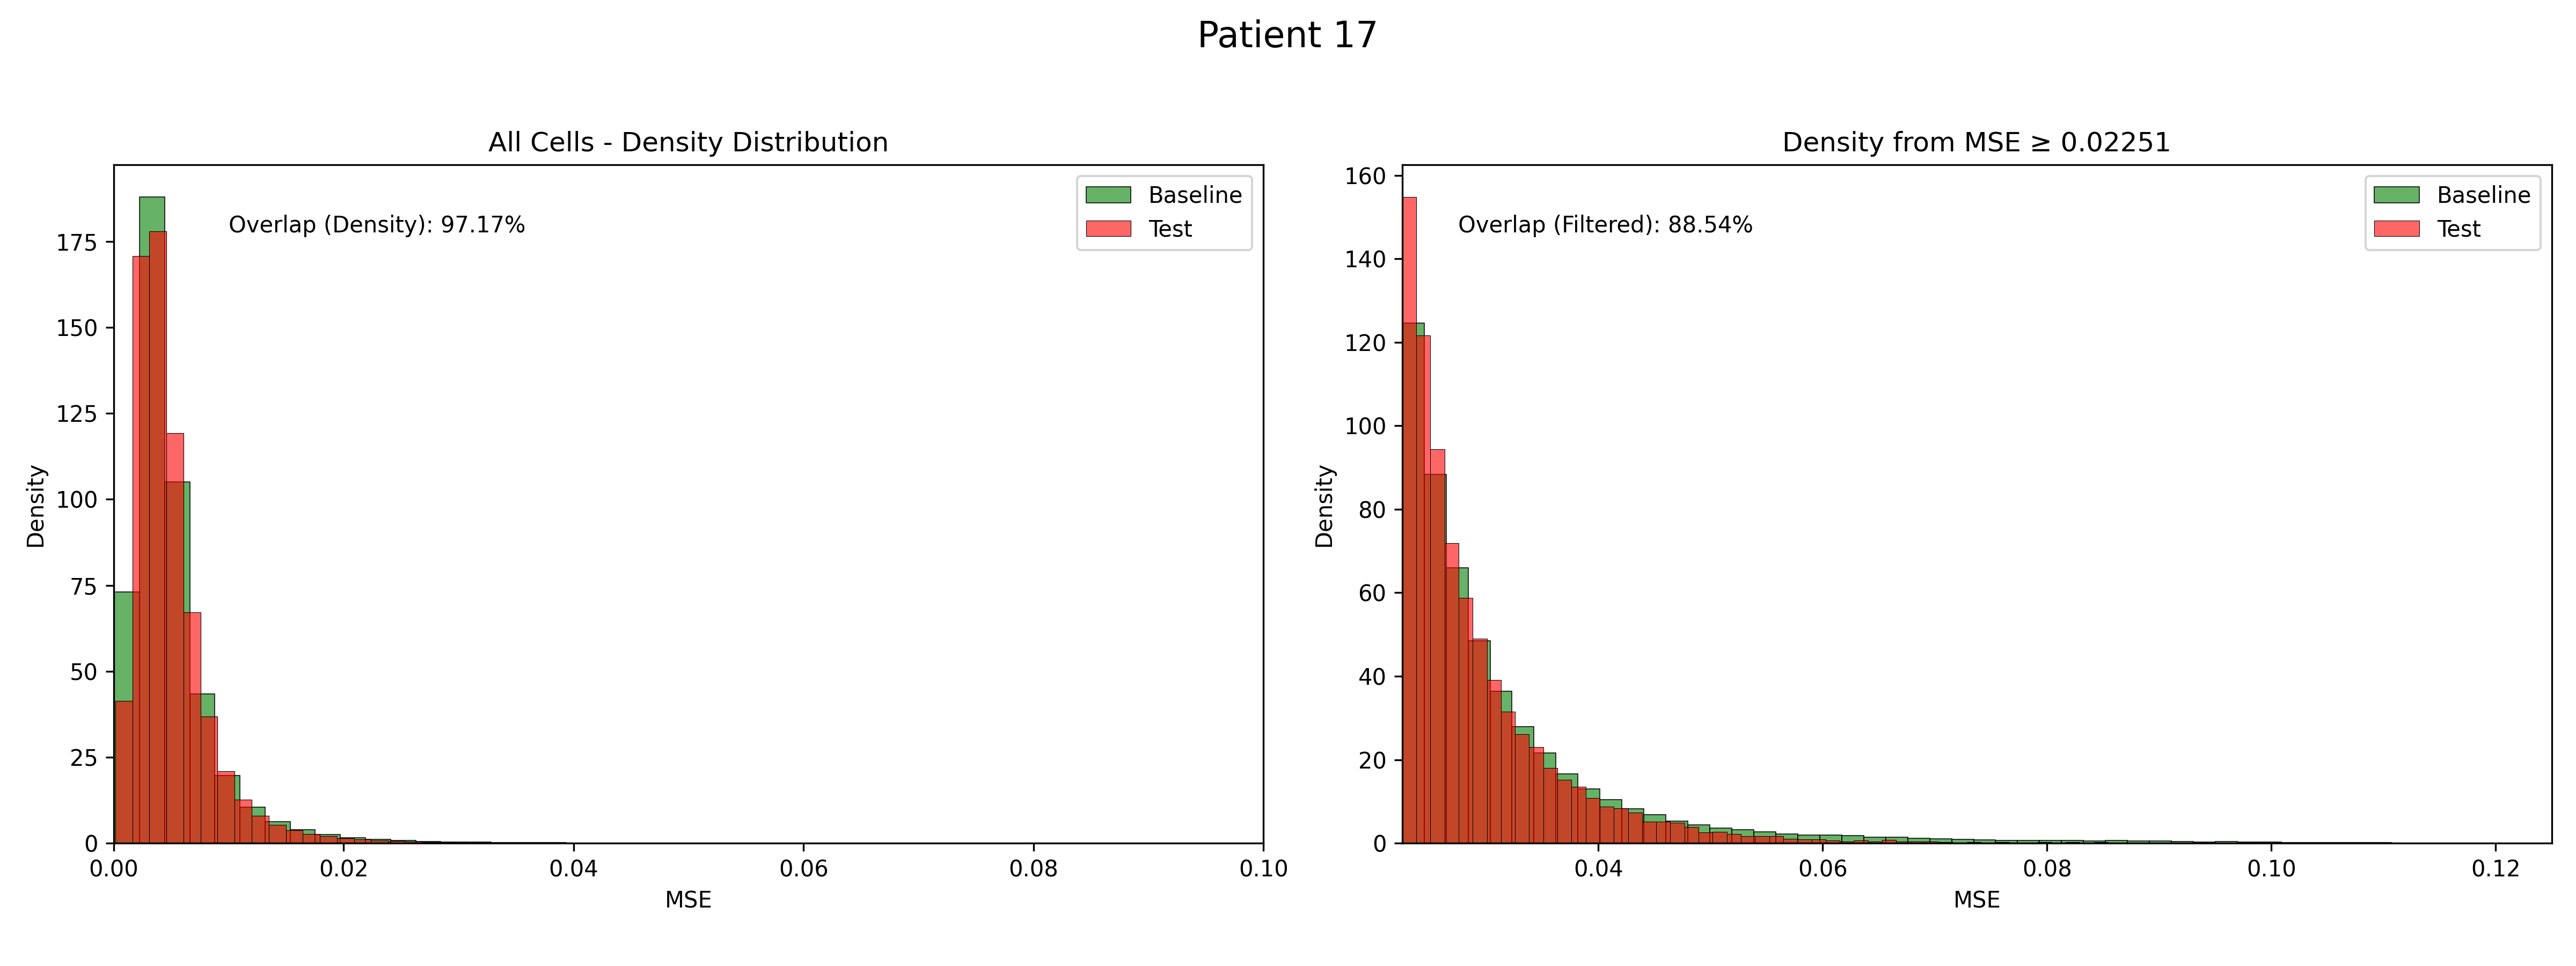 Patient 17
All Cells - Density Distribution
Overlap (Density): 97.17%
Baseline
Test
Density
175
150
125
100
75
50
25
0
0.00 0.02 0.04 0.06 0.08 0.10
MSE
Density from MSE ≥ 0.02251
Overlap (Filtered): 88.54%
Baseline
Test
Density
160
140
120
100
80
60
40
20
0
0.04 0.06 0.08 0.10 0.12
MSE